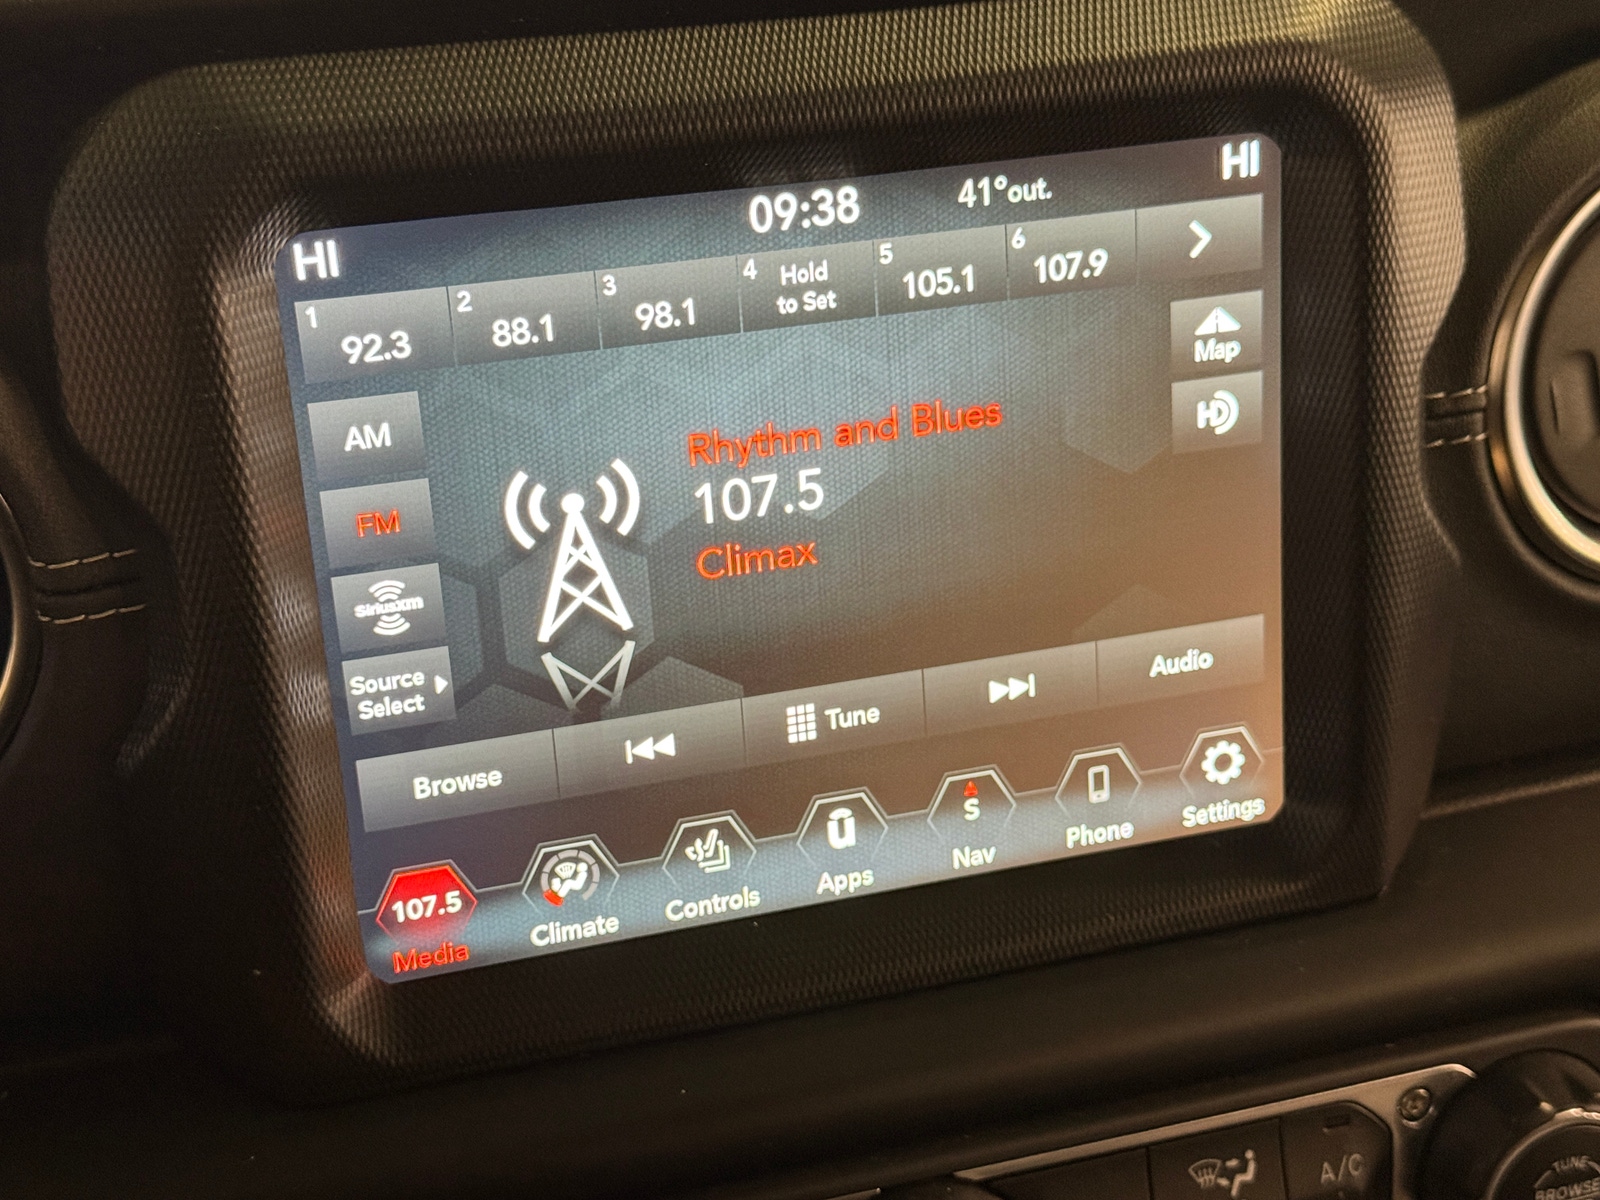 HI
09:38
41°out.
HI
1 92.3
2 88.1
3 98.1
4 Hold
to Set
5 105.1
6 107.9
Map
HD
AM
FM
SiriusXM
Source
Select
Rhythm and Blues
107.5
Climax
Browse
Tune
Audio
107.5
Media
Climate
Controls
Apps
S
Nav
Phone
Settings
A/C
TUNE
BROWSE